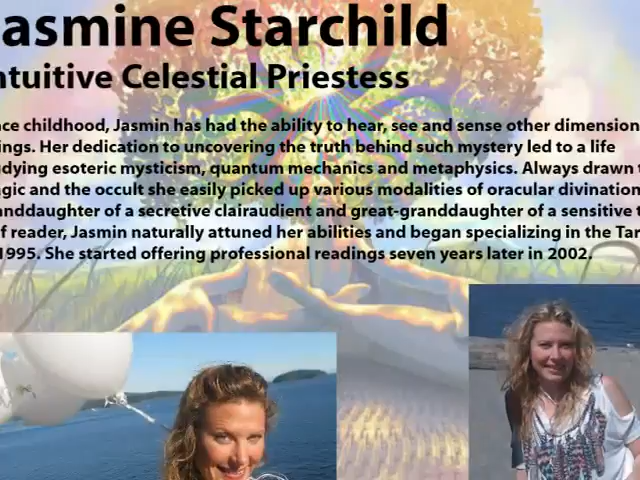 asmine Starchild
ntuitive Celestial Priestess
ce childhood, Jasmin has had the ability to hear, see and sense other dimension
ings. Her dedication to uncovering the truth behind such mystery led to a life
dying esoteric mysticism, quantum mechanics and metaphysics. Always drawn t
gic and the occult she easily picked up various modalities of oracular divination
nddaughter of a secretive clairaudient and great-granddaughter of a sensitive t
f reader, Jasmin naturally attuned her abilities and began specializing in the Tar
1995. She started offering professional readings seven years later in 2002.